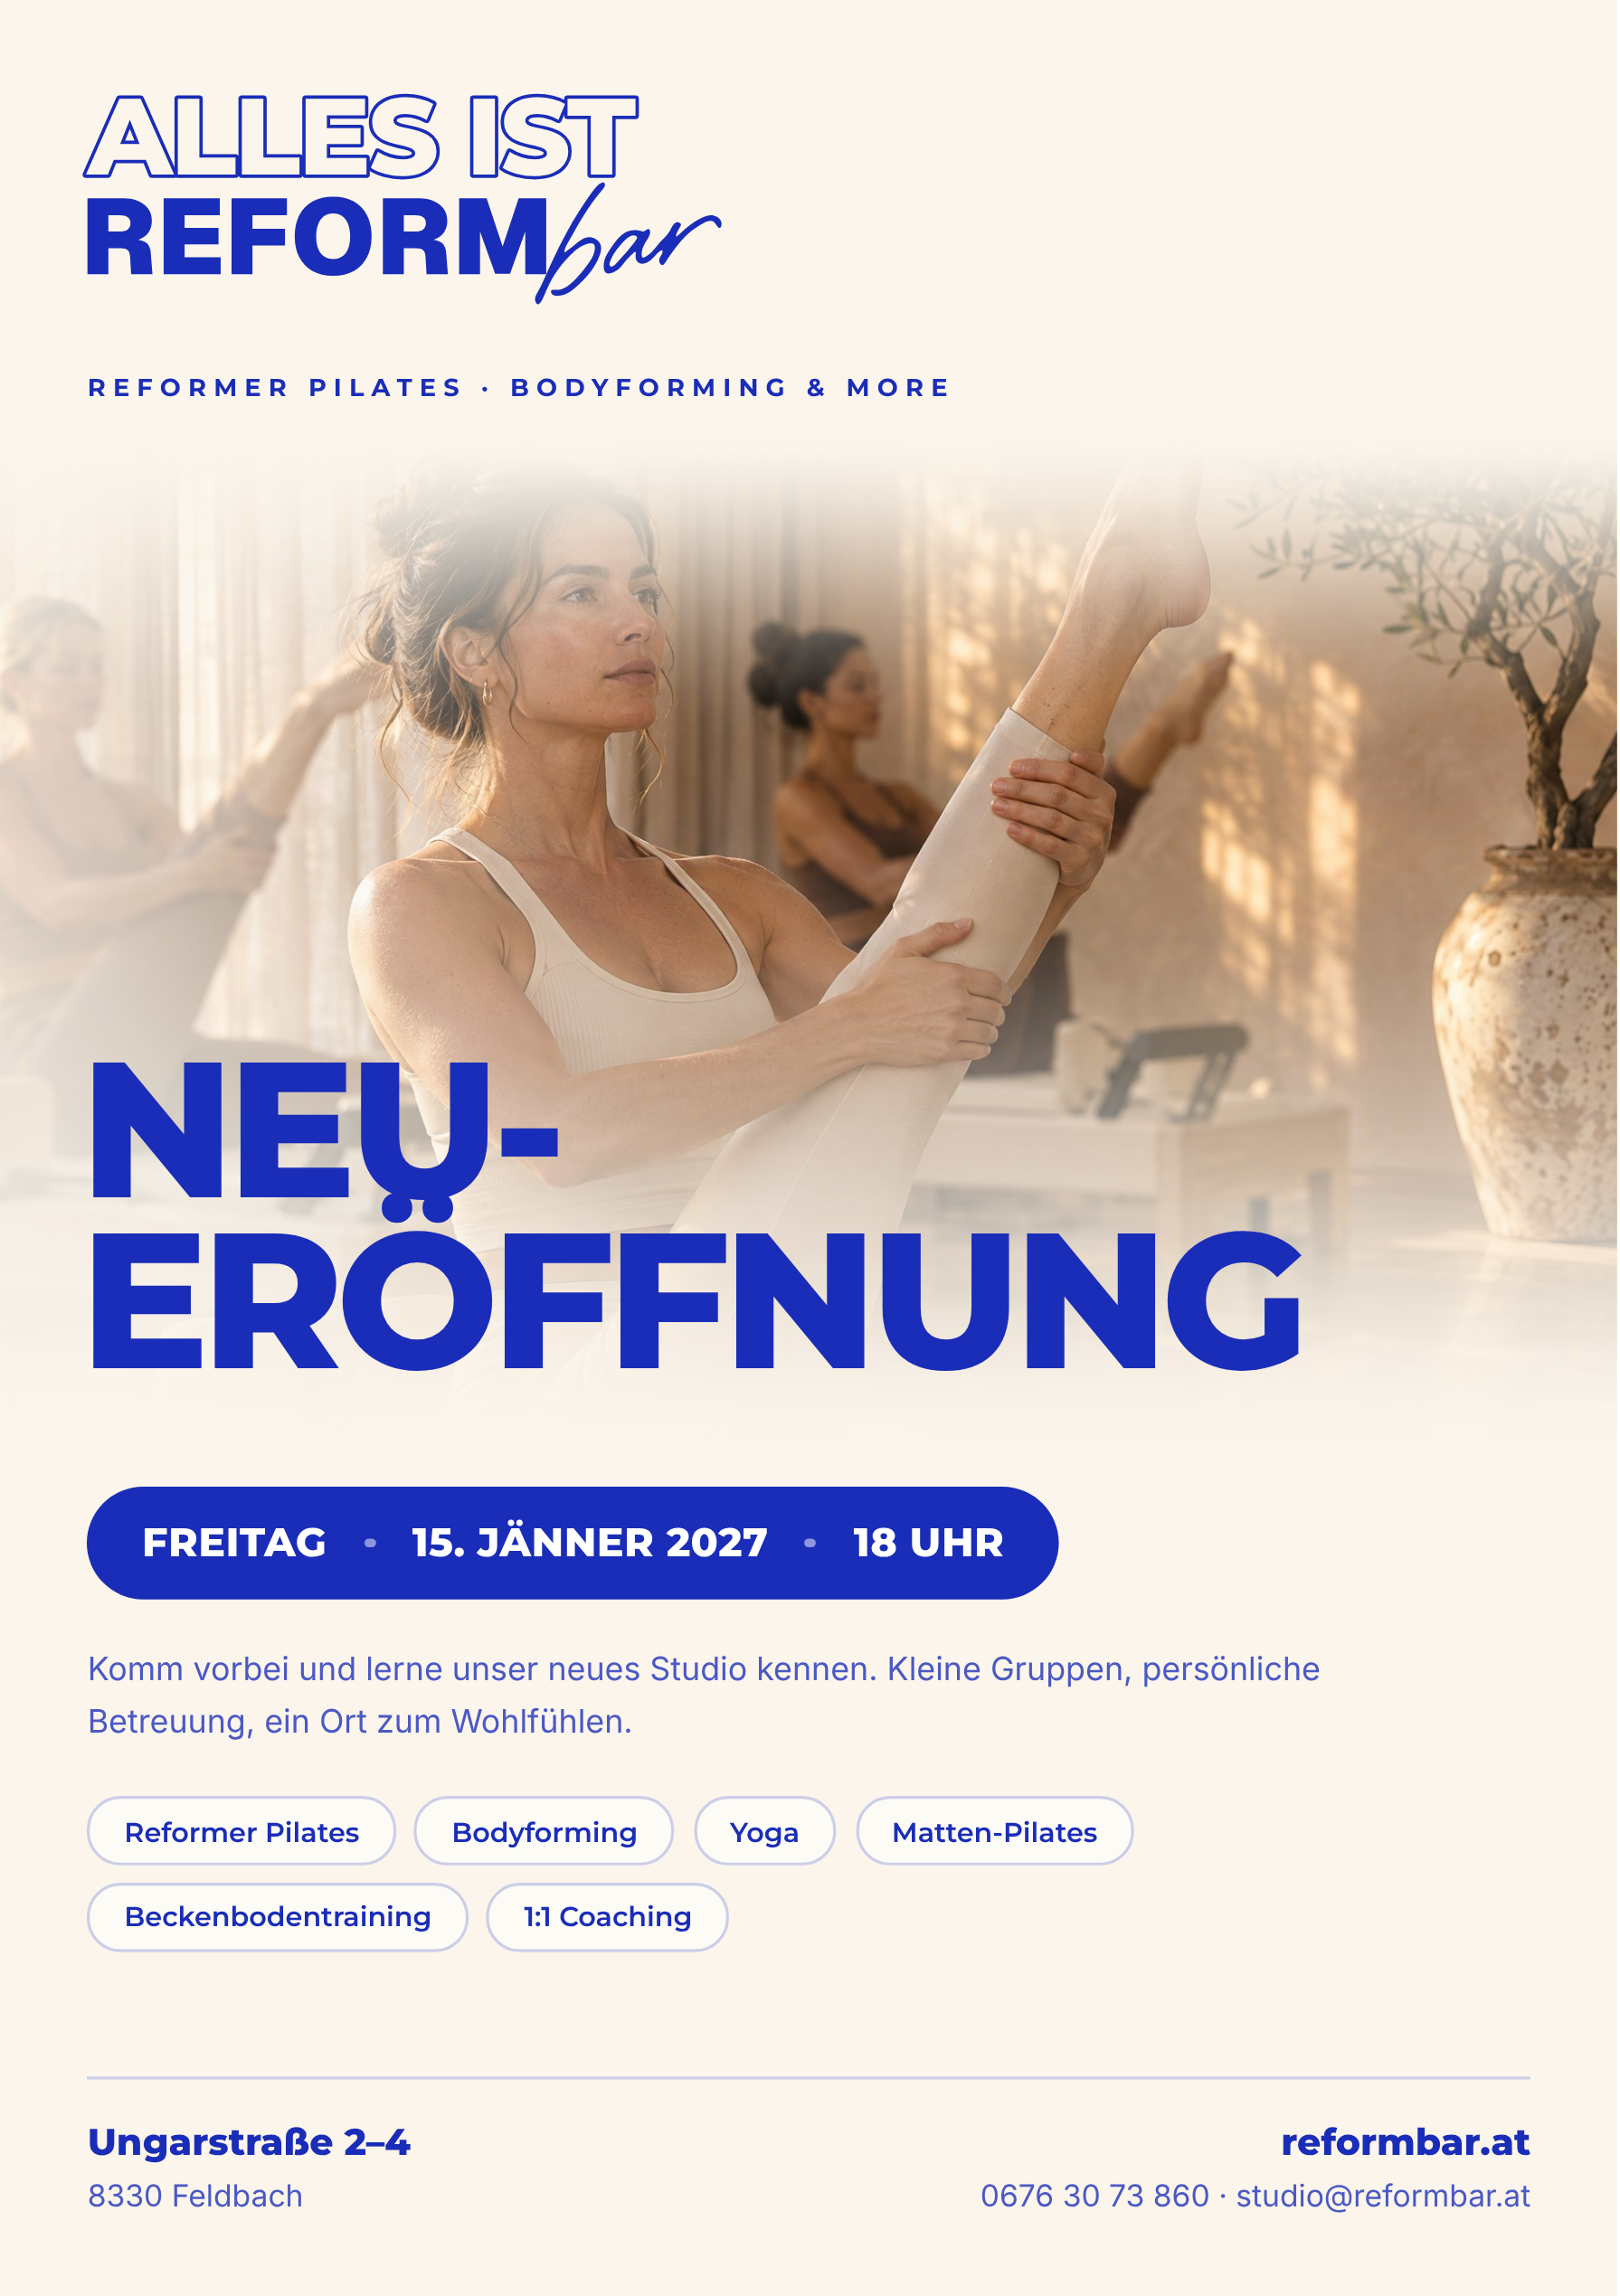 ALLES IST
REFORMbar
REFORMER PILATES · BODYFORMING & MORE
NEU-
ERÖFFNUNG
FREITAG · 15. JÄNNER 2027 · 18 UHR
Komm vorbei und lerne unser neues Studio kennen. Kleine Gruppen, persönliche
Betreuung, ein Ort zum Wohlfühlen.
Reformer Pilates Bodyforming Yoga Matten-Pilates
Beckenbodentraining 1:1 Coaching
Ungarstraße 2–4
8330 Feldbach
reformbar.at
0676 30 73 860 · studio@reformbar.at